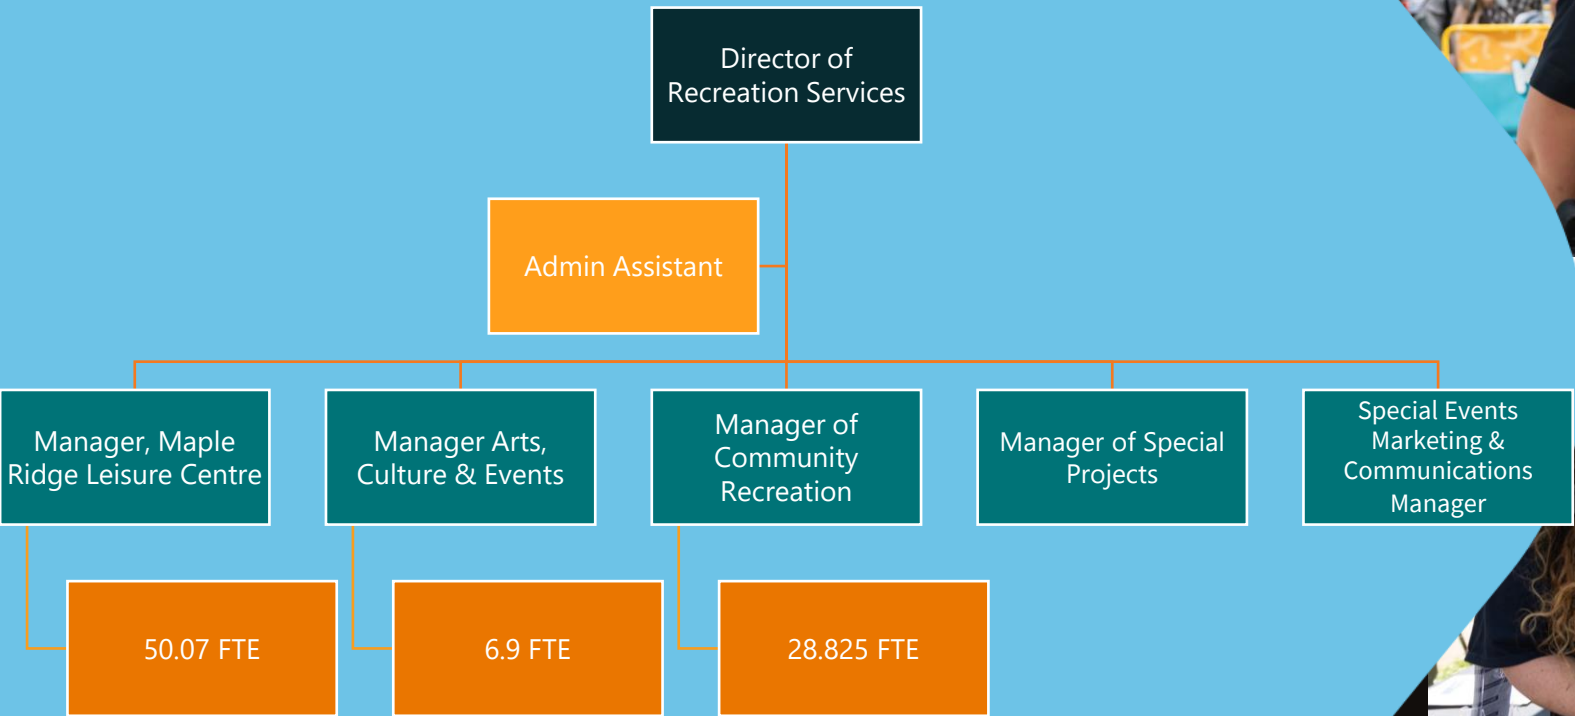 Director of
Recreation Services
Admin Assistant
Manager, Maple
Ridge Leisure Centre
Manager Arts,
Culture & Events
Manager of
Community
Recreation
Manager of Special
Projects
Special Events
Marketing &
Communications
Manager
50.07 FTE
6.9 FTE
28.825 FTE